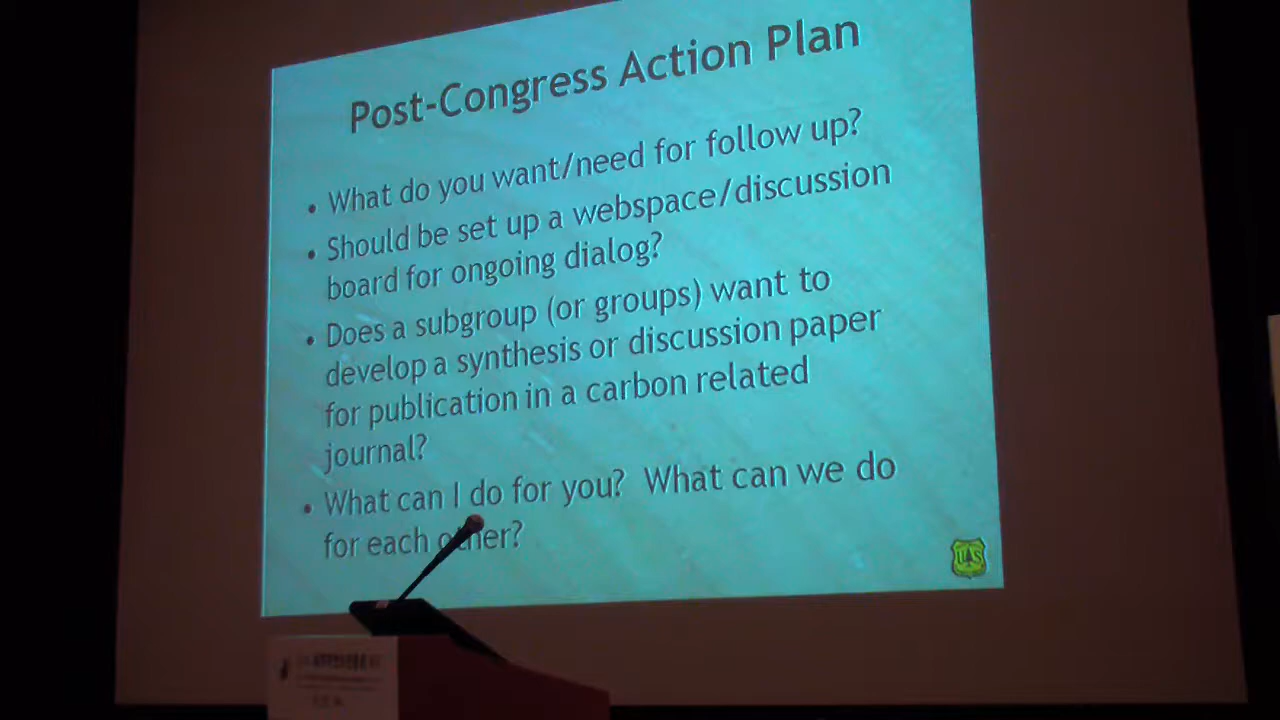 Post-Congress Action Plan
• What do you want/need for follow up?
• Should be set up a webspace/discussion
board for ongoing dialog?
• Does a subgroup (or groups) want to
develop a synthesis or discussion paper
for publication in a carbon related
journal?
• What can I do for you? What can we do
for each other?
U S